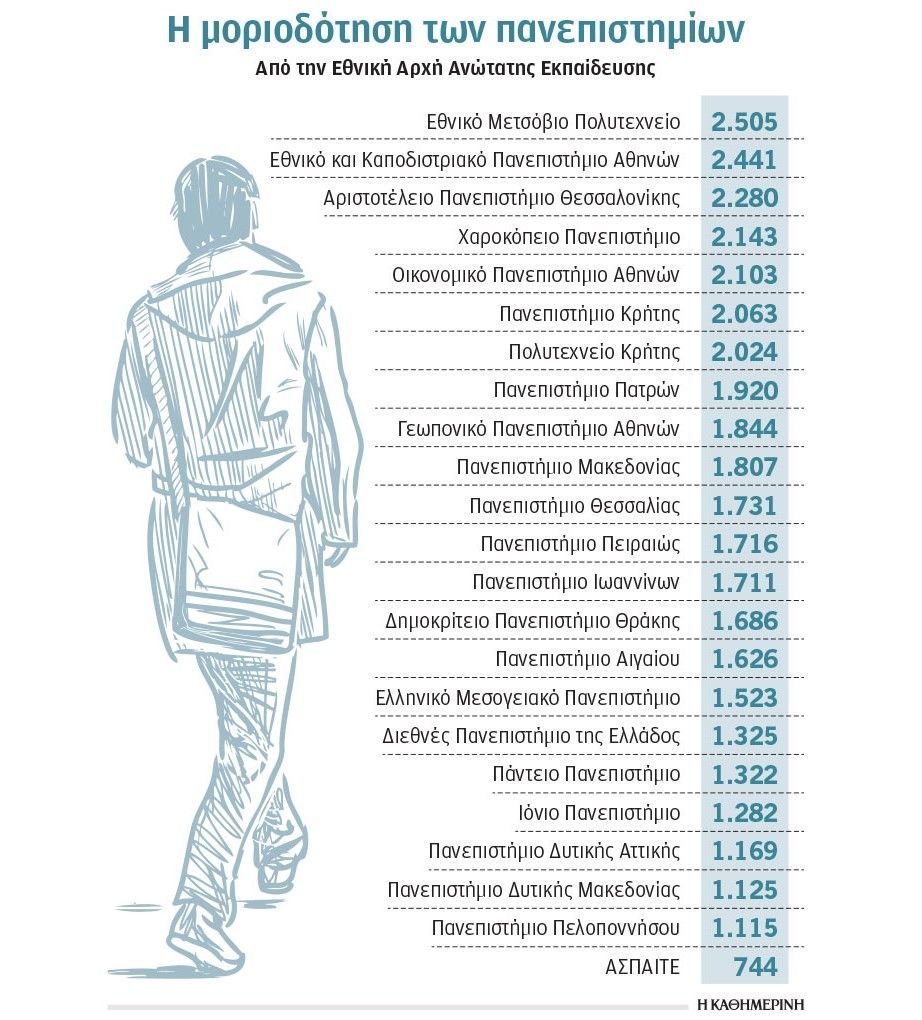 Η μοριοδότηση των πανεπιστημίων
Από την Εθνική Αρχή Ανώτατης Εκπαίδευσης
Εθνικό Μετσόβιο Πολυτεχνείο 2.505
Εθνικό και Καποδιστριακό Πανεπιστήμιο Αθηνών 2.441
Αριστοτέλειο Πανεπιστήμιο Θεσσαλονίκης 2.280
Χαροκόπειο Πανεπιστήμιο 2.143
Οικονομικό Πανεπιστήμιο Αθηνών 2.103
Πανεπιστήμιο Κρήτης 2.063
Πολυτεχνείο Κρήτης 2.024
Πανεπιστήμιο Πατρών 1.920
Γεωπονικό Πανεπιστήμιο Αθηνών 1.844
Πανεπιστήμιο Μακεδονίας 1.807
Πανεπιστήμιο Θεσσαλίας 1.731
Πανεπιστήμιο Πειραιώς 1.716
Πανεπιστήμιο Ιωαννίνων 1.711
Δημοκρίτειο Πανεπιστήμιο Θράκης 1.686
Πανεπιστήμιο Αιγαίου 1.626
Ελληνικό Μεσογειακό Πανεπιστήμιο 1.523
Διεθνές Πανεπιστήμιο της Ελλάδος 1.325
Πάντειο Πανεπιστήμιο 1.322
Ιόνιο Πανεπιστήμιο 1.282
Πανεπιστήμιο Δυτικής Αττικής 1.169
Πανεπιστήμιο Δυτικής Μακεδονίας 1.125
Πανεπιστήμιο Πελοποννήσου 1.115
ΑΣΠΑΙΤΕ 744
Η ΚΑΘΗΜΕΡΙΝΗ